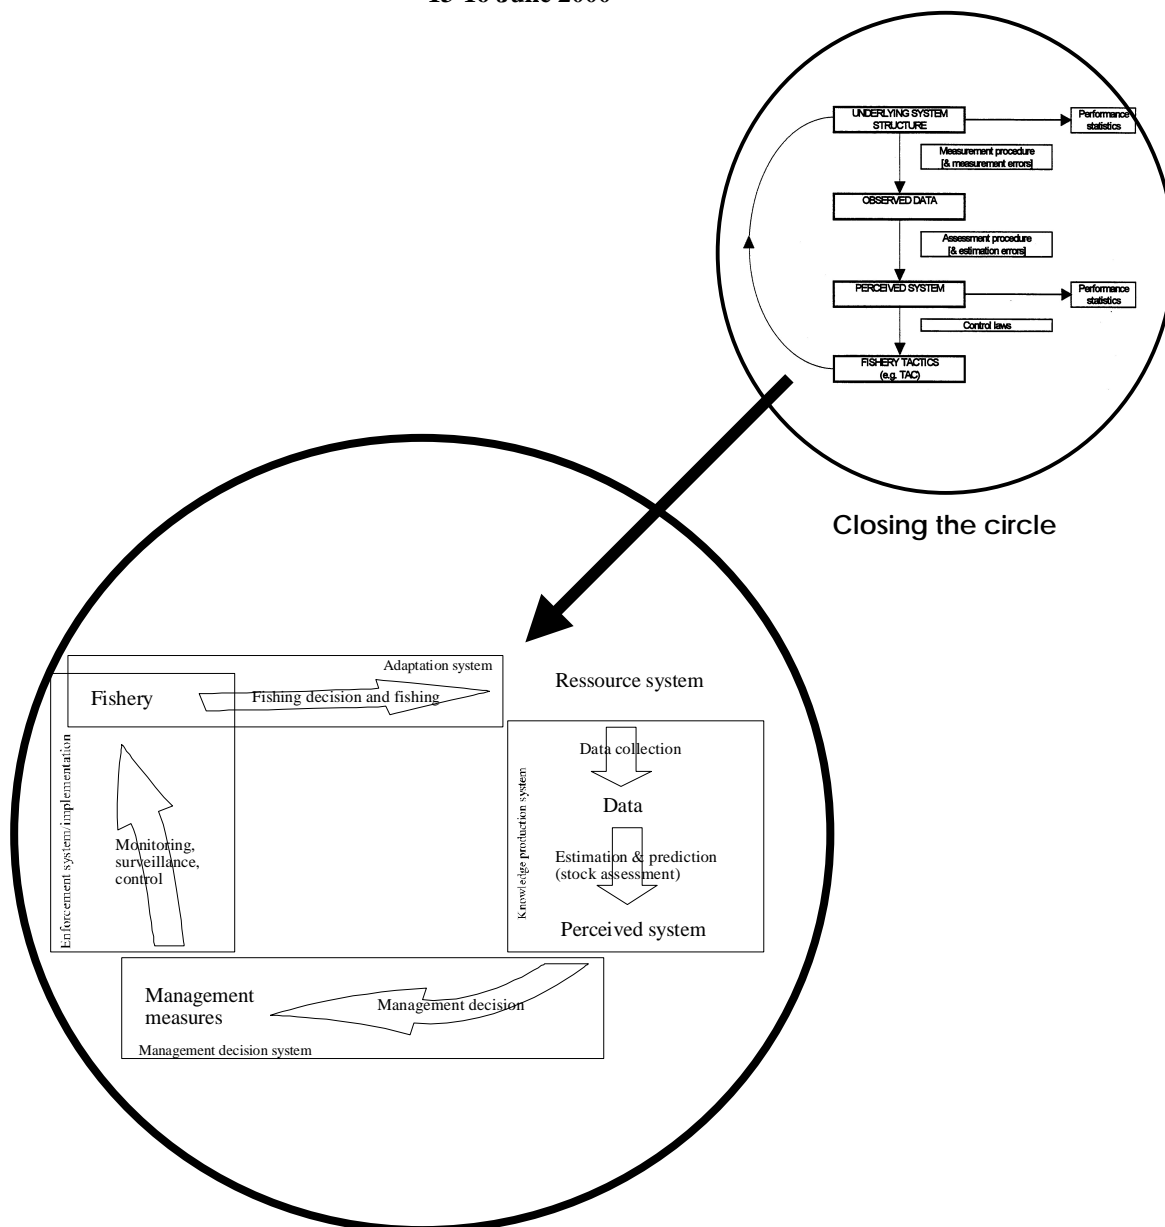 UNDERLYING SYSTEM
STRUCTURE
Performance
statistics
Measurement procedure
[& measurement errors]
OBSERVED DATA
Assessment procedure
[& estimation errors]
PERCEIVED SYSTEM
Performance
statistics
Control laws
FISHERY TACTICS
(e.g. TAC)
Closing the circle
Adaptation system
Fishery
Fishing decision and fishing
Ressource system
Enforcement system/implementation
Monitoring,
surveillance,
control
Knowledge production system
Data collection
Data
Estimation & prediction
(stock assessment)
Perceived system
Management
measures
Management decision
Management decision system